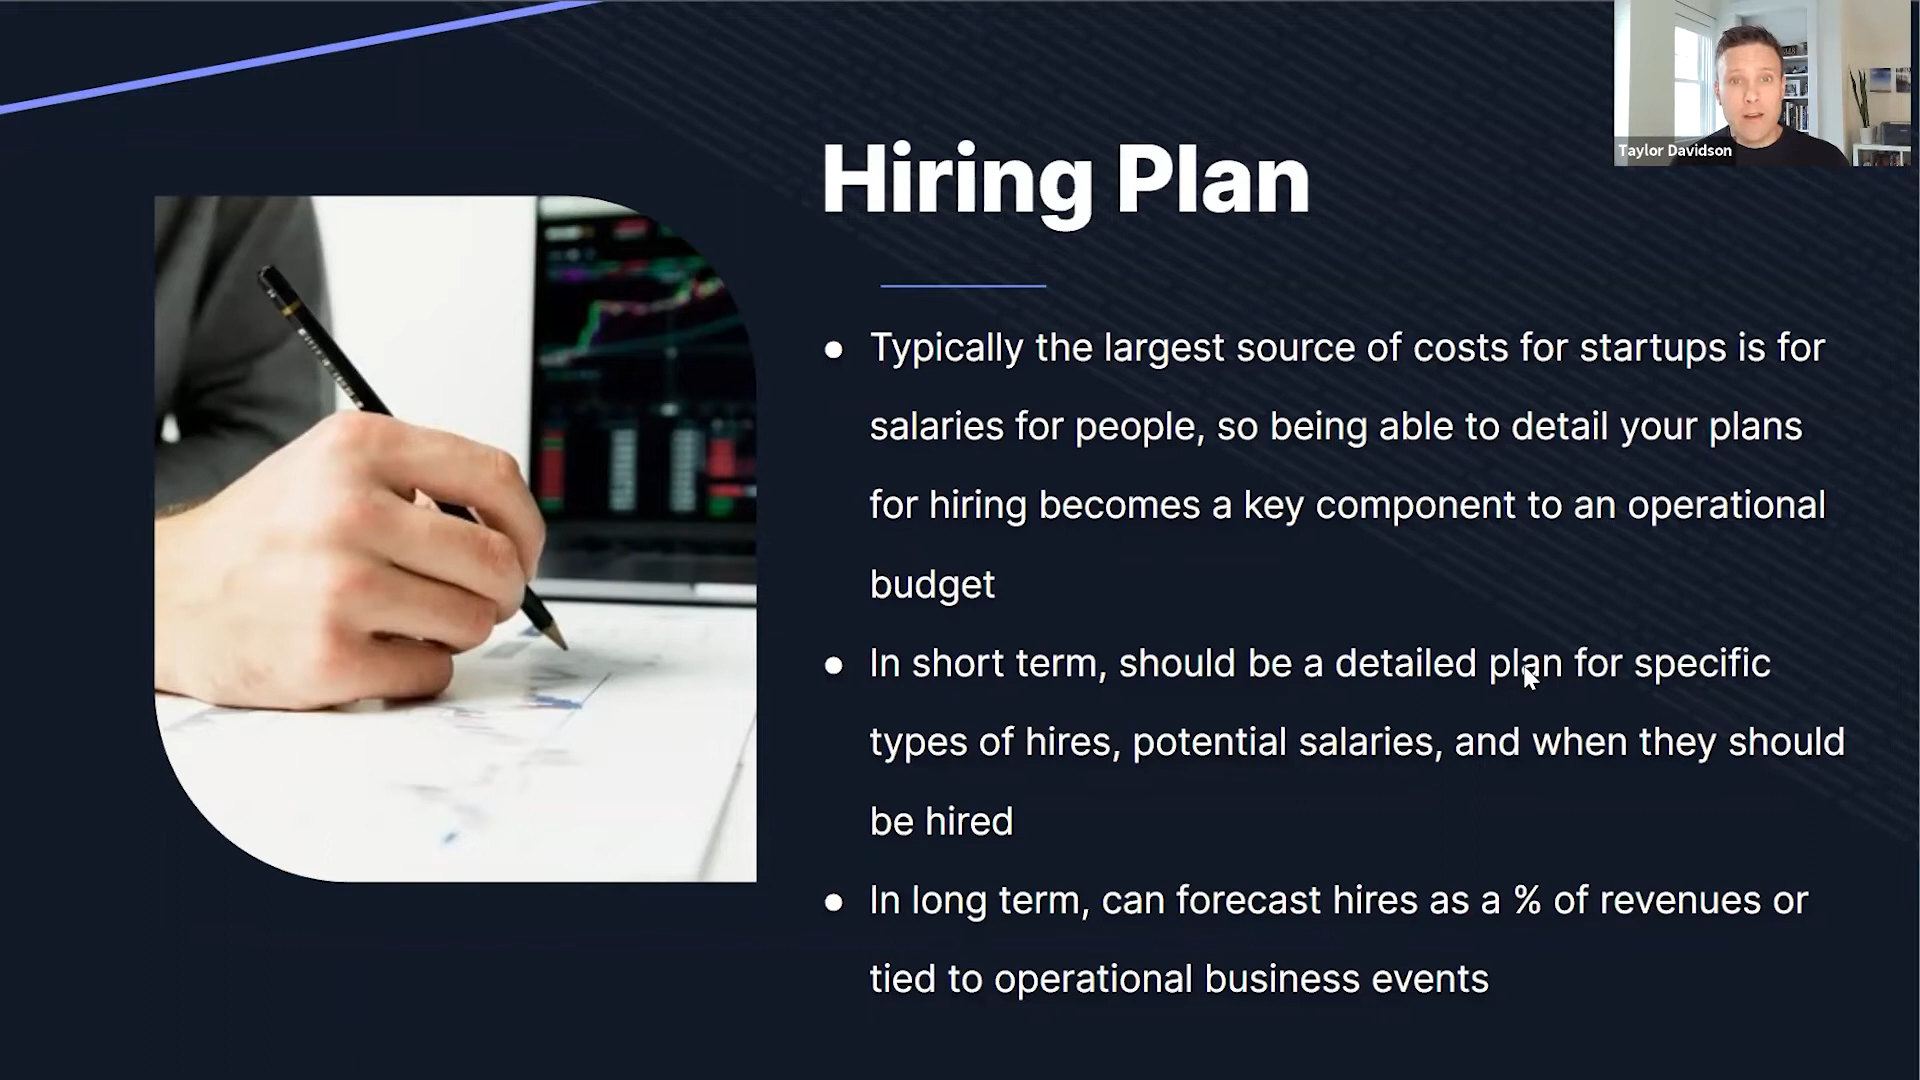 Taylor Davidson
Hiring Plan
● Typically the largest source of costs for startups is for
salaries for people, so being able to detail your plans
for hiring becomes a key component to an operational
budget
● In short term, should be a detailed plan for specific
types of hires, potential salaries, and when they should
be hired
● In long term, can forecast hires as a % of revenues or
tied to operational business events